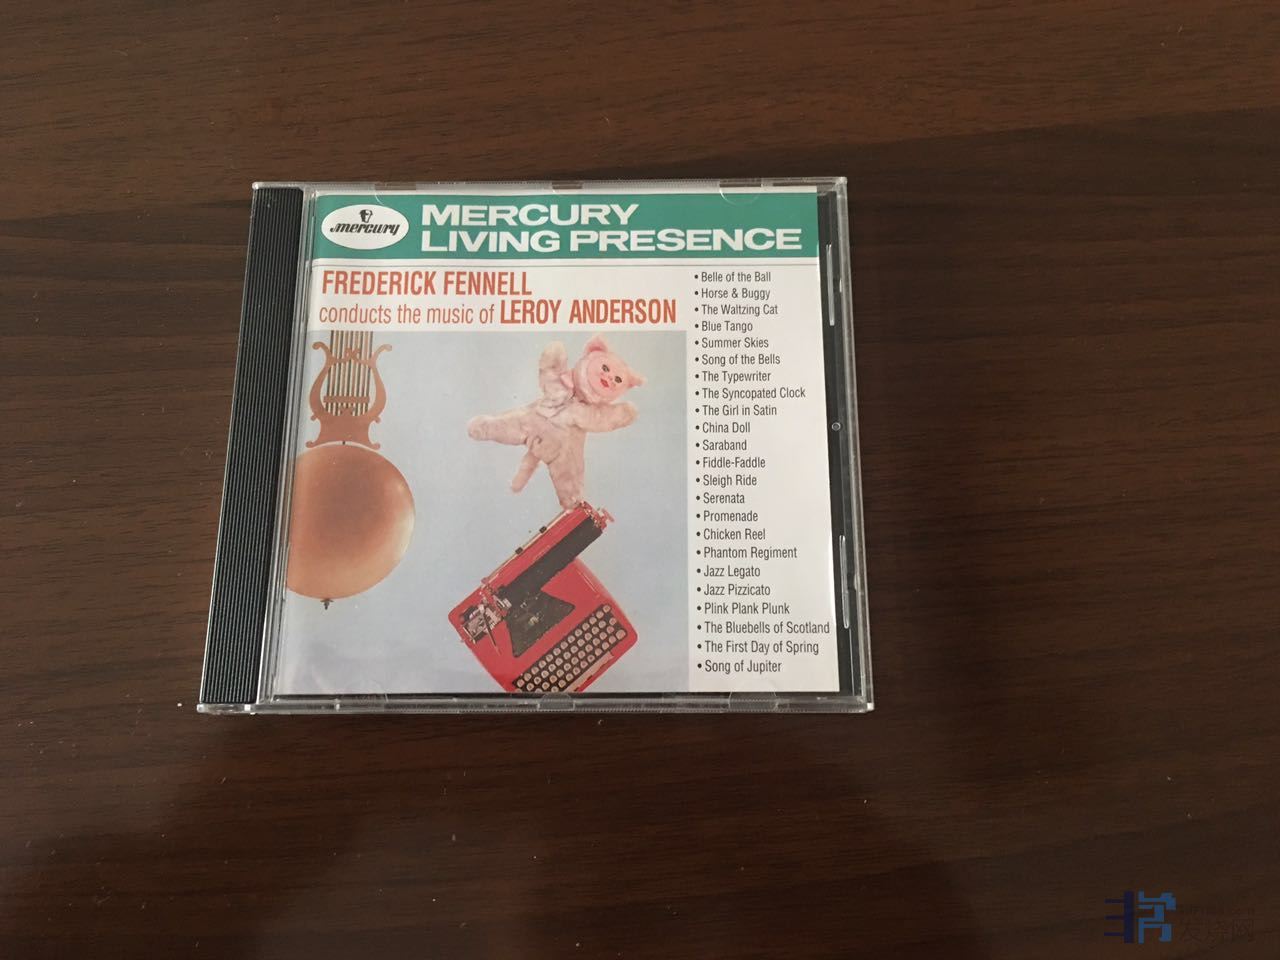 mercury
MERCURY
LIVING PRESENCE
FREDERICK FENNELL
conducts the music of LEROY ANDERSON
• Belle of the Ball
• Horse & Buggy
• The Waltzing Cat
• Blue Tango
• Summer Skies
• Song of the Bells
• The Typewriter
• The Syncopated Clock
• The Girl in Satin
• China Doll
• Saraband
• Fiddle-Faddle
• Sleigh Ride
• Serenata
• Promenade
• Chicken Reel
• Phantom Regiment
• Jazz Legato
• Jazz Pizzicato
• Plink Plank Plunk
• The Bluebells of Scotland
• The First Day of Spring
• Song of Jupiter
发烧网